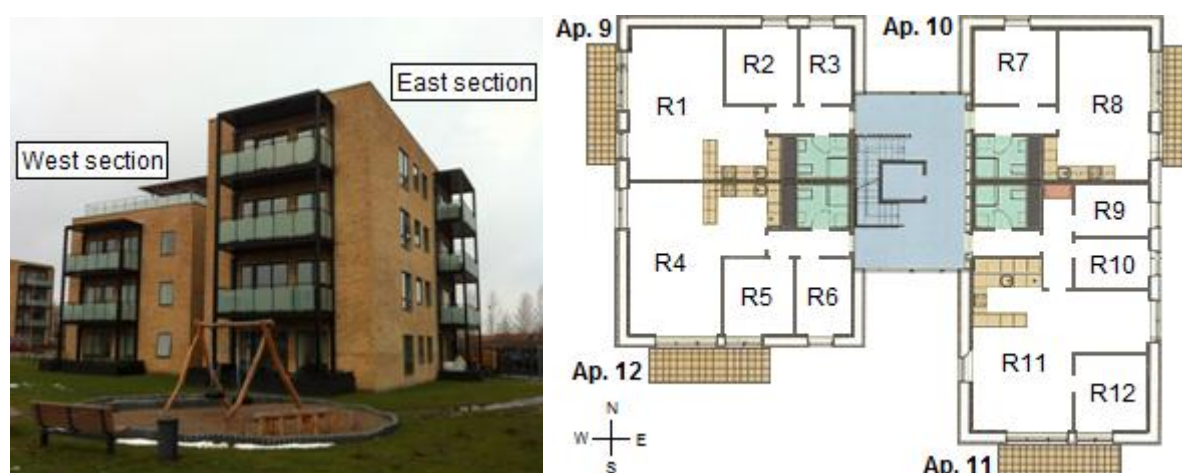 East section
West section
Ap. 9
Ap. 10
R1
R2
R3
R7
R8
R4
R5
R6
R9
R10
R11
R12
Ap. 12
Ap. 11
N
W
E
S